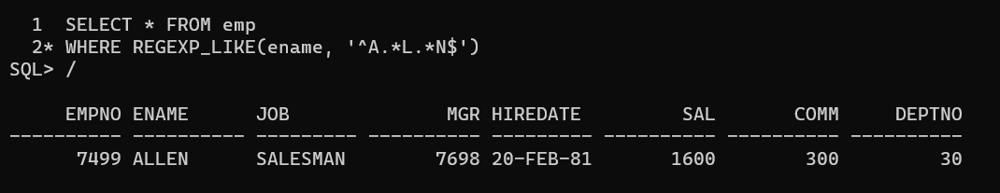 1  SELECT * FROM emp
  2* WHERE REGEXP_LIKE(ename, '^A.*L.*N$')
SQL> /
     EMPNO ENAME      JOB              MGR HIREDATE         SAL       COMM     DEPTNO
---------- ---------- --------- ---------- --------- ---------- ---------- ----------
      7499 ALLEN      SALESMAN        7698 20-FEB-81       1600        300         30